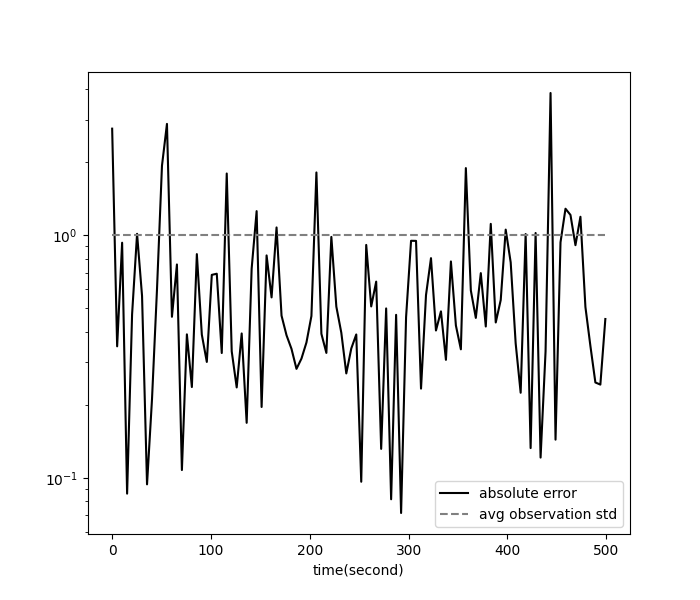 10⁰
10⁻¹
0 100 200 300 400 500
time(second)
absolute error
avg observation std